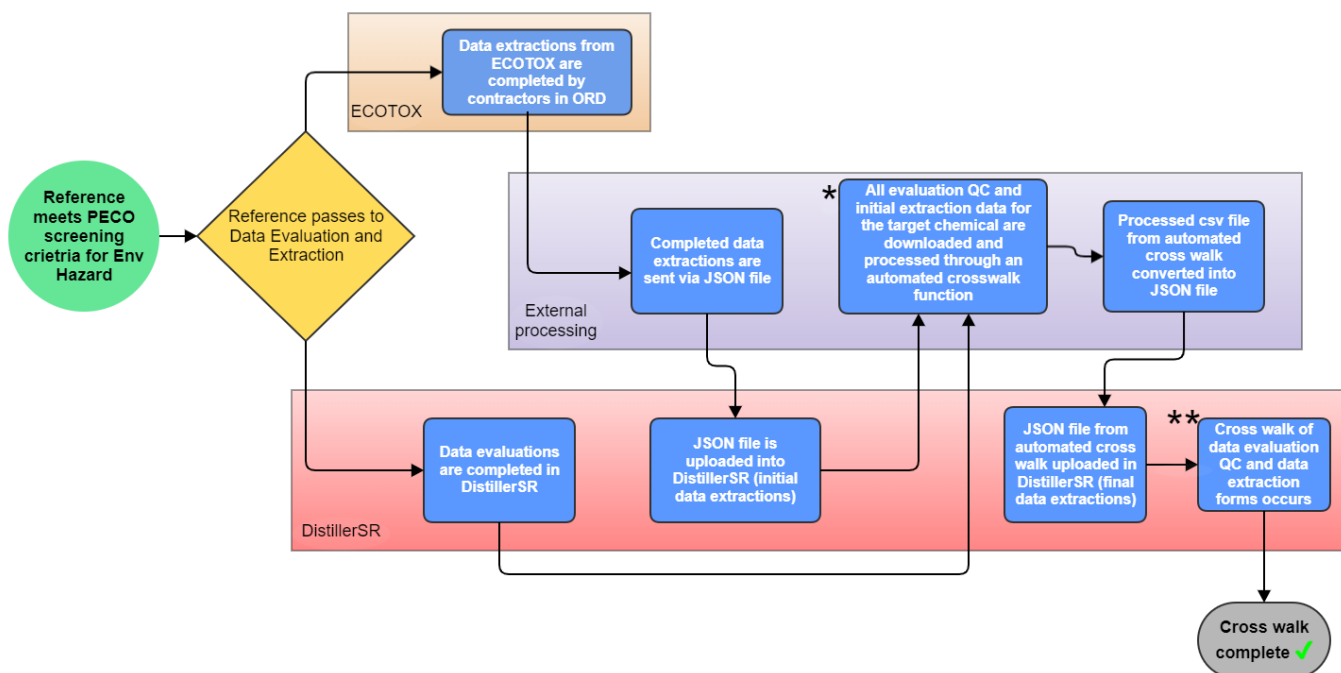 Data extractions from
ECOTOX are
completed by
contractors in ORD
ECOTOX
Reference
meets PECO
screening
crietria for Env
Hazard
Reference passes to
Data Evaluation and
Extraction
Completed data
extractions are
sent via JSON file
*
All evaluation QC and
initial extraction data for
the target chemical are
downloaded and
processed through an
automated crosswalk
function
Processed csv file
from automated
cross walk
converted into
JSON file
External
processing
Data evaluations
are completed in
DistillerSR
JSON file is
uploaded into
DistillerSR (initial
data extractions)
JSON file from
automated cross
walk uploaded in
DistillerSR (final
data extractions)
**
Cross walk of
data evaluation
QC and data
extraction
forms occurs
DistillerSR
Cross walk
complete ✓